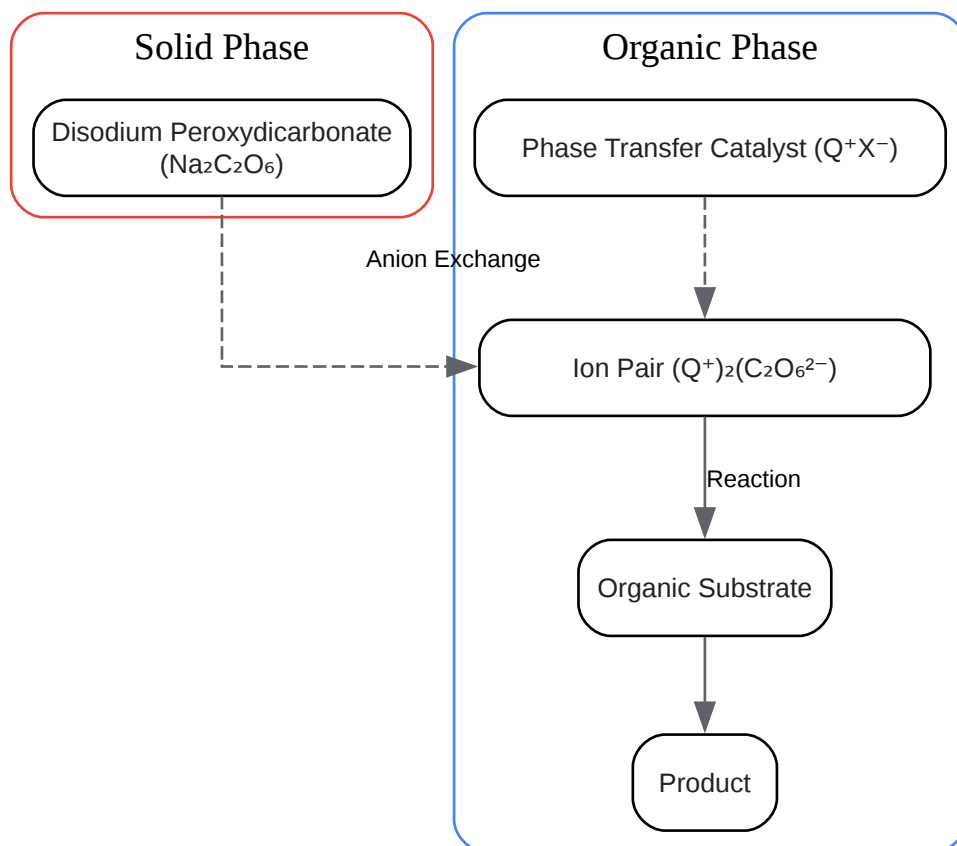 Solid Phase
Organic Phase
Disodium Peroxydicarbonate
(Na₂C₂O₆)
Phase Transfer Catalyst (Q⁺X⁻)
Anion Exchange
Ion Pair (Q⁺)₂(C₂O₆²⁻)
Reaction
Organic Substrate
Product